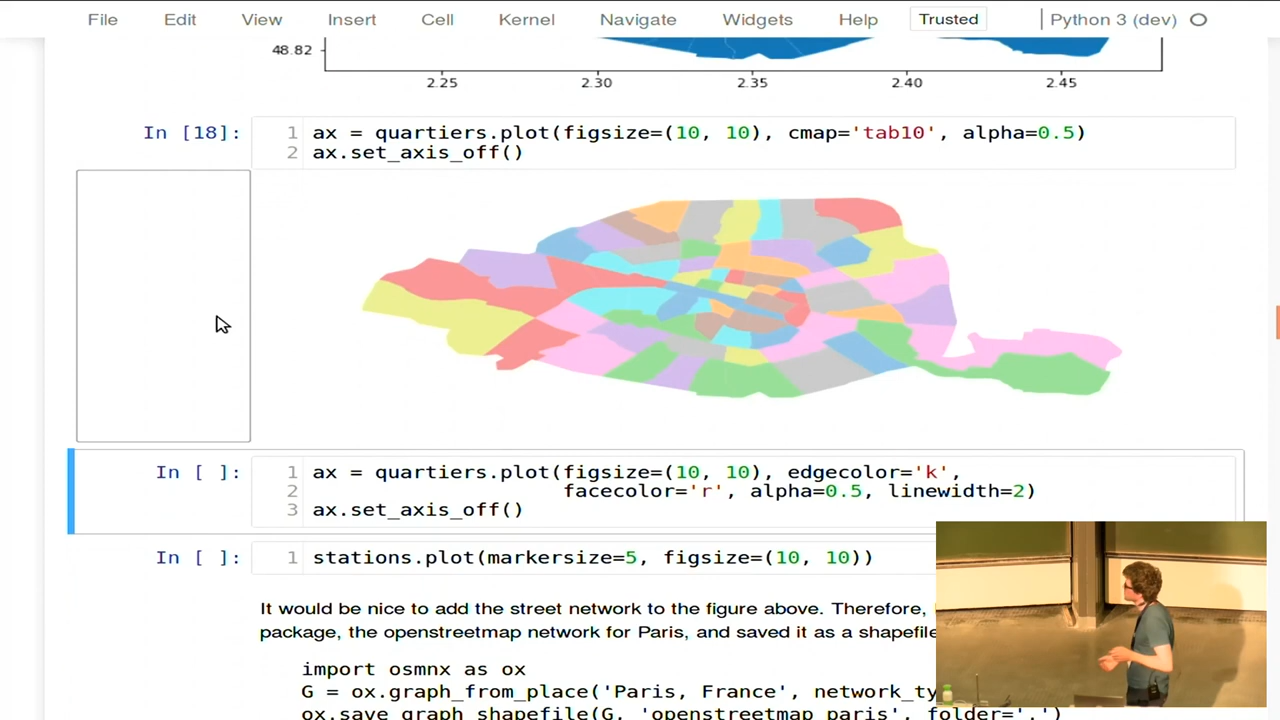 File Edit View Insert Cell Kernel Navigate Widgets Help Trusted Python 3 (dev)
48.82
2.25 2.30 2.35 2.40 2.45
In [18]: 1 ax = quartiers.plot(figsize=(10, 10), cmap='tab10', alpha=0.5)
2 ax.set_axis_off()
In [ ]: 1 ax = quartiers.plot(figsize=(10, 10), edgecolor='k',
2 facecolor='r', alpha=0.5, linewidth=2)
3 ax.set_axis_off()
In [ ]: 1 stations.plot(markersize=5, figsize=(10, 10))
It would be nice to add the street network to the figure above. Therefore,
package, the openstreetmap network for Paris, and saved it as a shapefile
import osmnx as ox
G = ox.graph_from_place('Paris, France', network_ty
ox.save_graph_shapefile(G, 'openstreetmap_paris', folder='.')